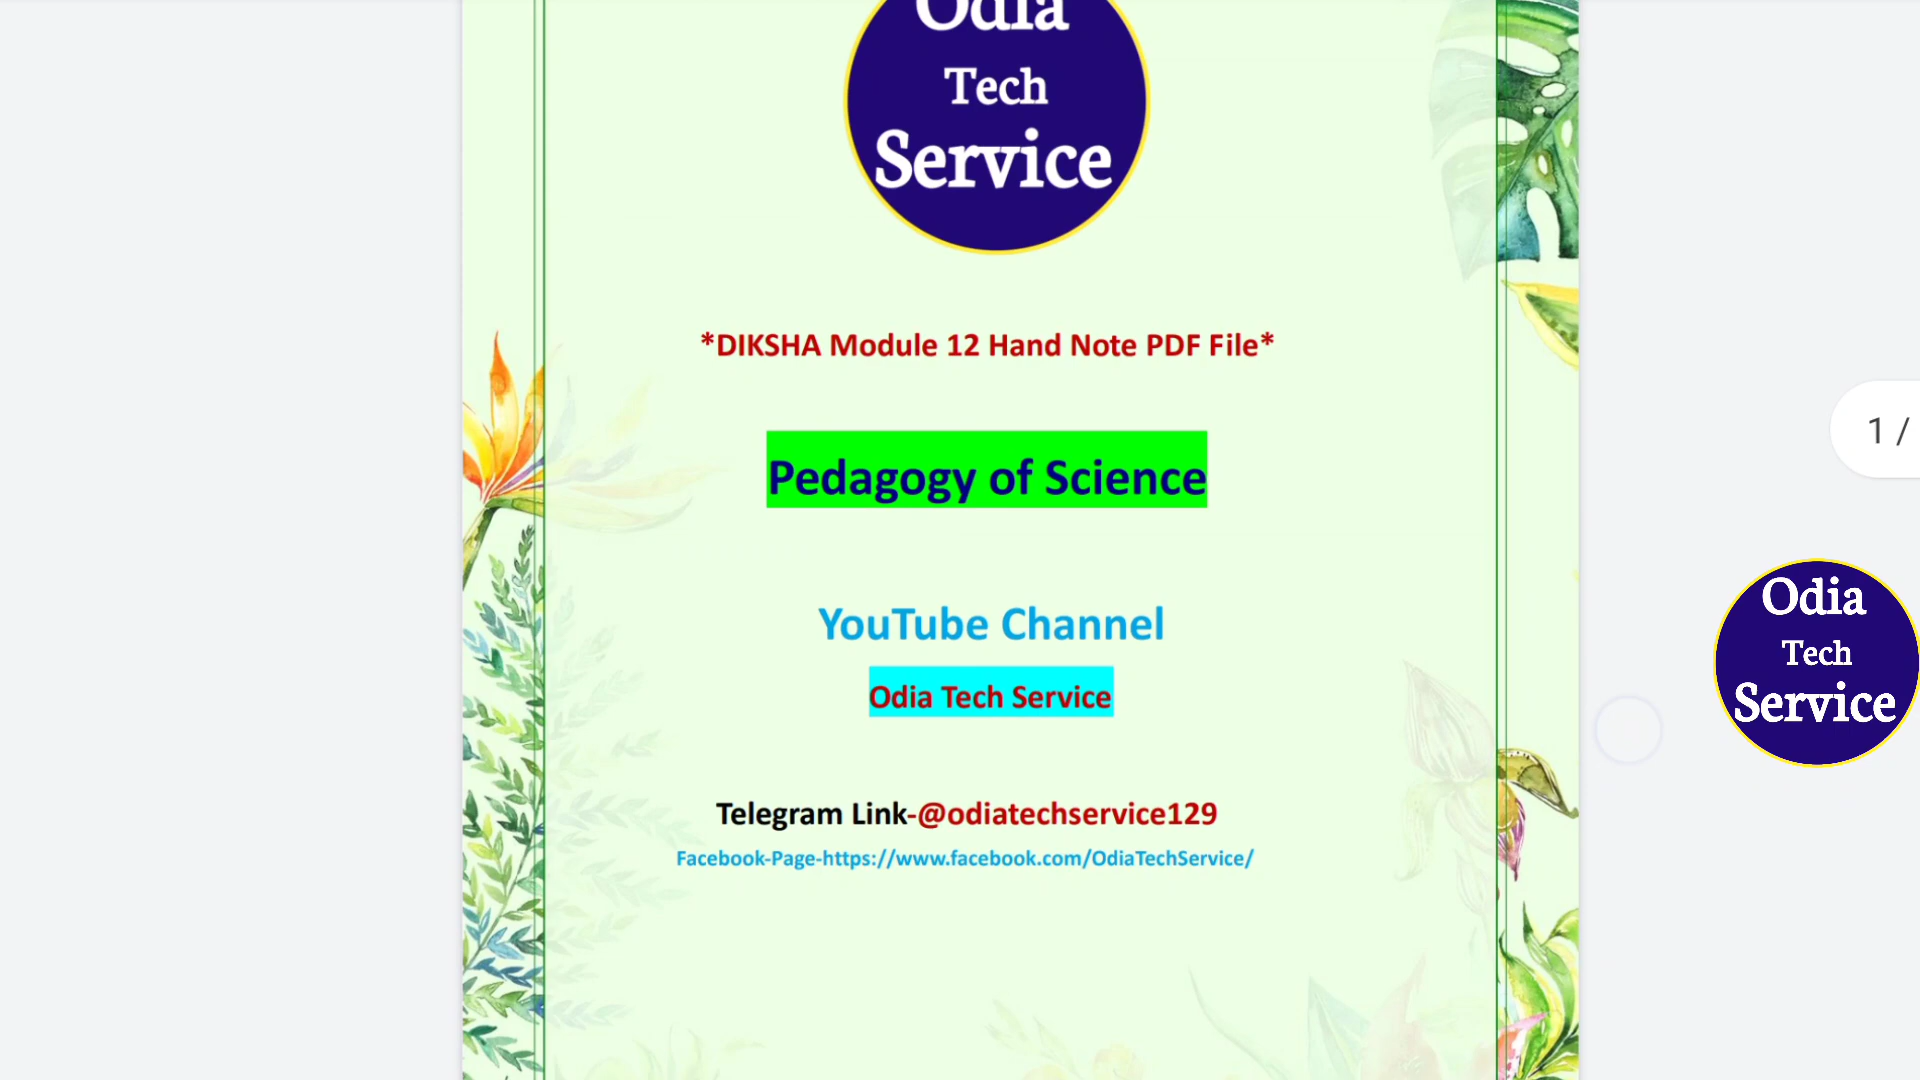 Odia
Tech
Service
*DIKSHA Module 12 Hand Note PDF File*
Pedagogy of Science
YouTube Channel
Odia Tech Service
Telegram Link-@odiatechservice129
Facebook-Page-https://www.facebook.com/OdiaTechService/
1 /
Odia
Tech
Service